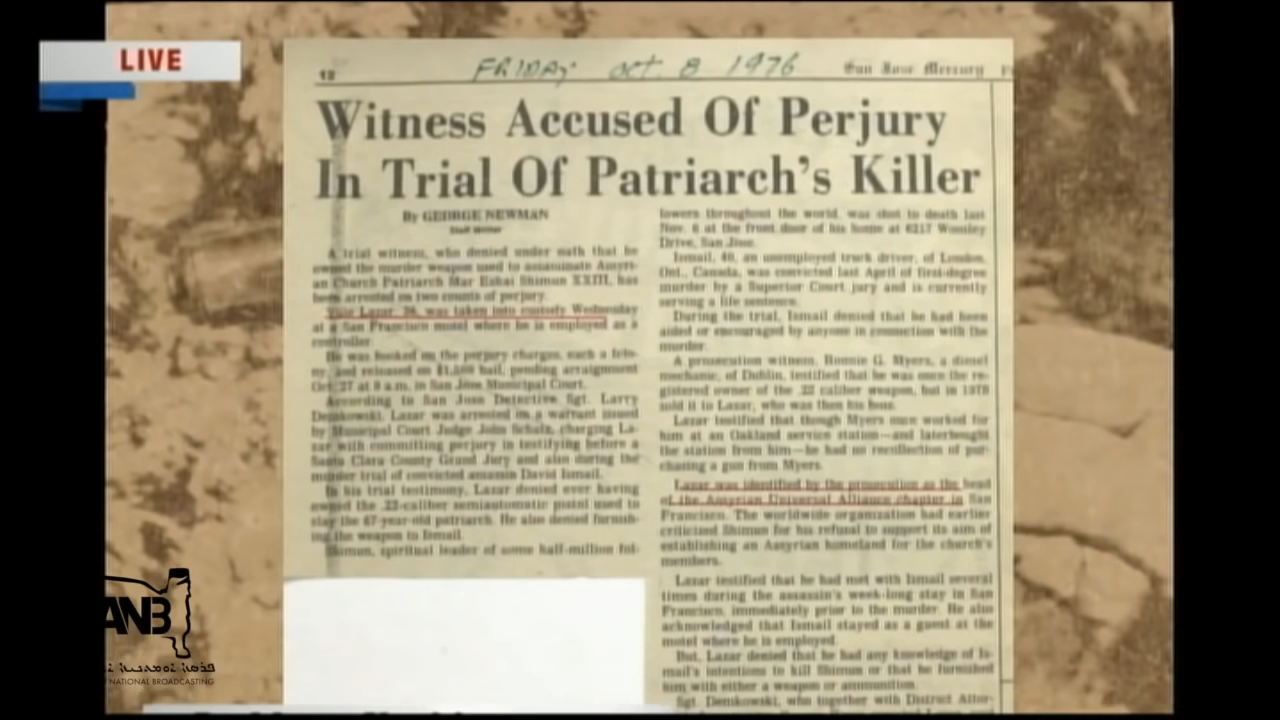 LIVE
12
FRIDAY oct. 8 1976
San Jose Mercury
Witness Accused Of Perjury
In Trial Of Patriarch's Killer
By GEORGE NEWMAN
Staff Writer
A trial witness, who denied under oath that he
owned the murder weapon used to assassinate Assyri-
an Church Patriarch Mar Eshai Shimun XXIII, has
been arrested on two counts of perjury.
Lazar, 36, was taken into custody Wednesday
at a San Francisco motel where he is employed as a
controller.
He was booked on the perjury charges, each a felo-
ny, and released on bail, pending arraignment
Oct. 27 at 9 a.m. in San Jose Municipal Court.
According to San Jose Detective Sgt. Larry
Demkowski, Lazar was arrested on a warrant issued
by Municipal Court Judge John Schatz, charging La-
zar with committing perjury in testifying before a
Santa Clara County Grand Jury and also during the
murder trial of convicted assassin David Ismail.
In his trial testimony, Lazar denied ever having
owned the .22-caliber semiautomatic pistol used to
slay the 67-year-old patriarch. He also denied furnish-
ing the weapon to Ismail.
Shimun, spiritual leader of some half-million fol-
lowers throughout the world, was shot to death last
Nov. 6 at the front door of his home at 6217
Drive, San Jose.
Ismail, 40, an unemployed truck driver, of London,
Ont., Canada, was convicted last April of first-degree
murder by a Superior Court jury and is currently
serving a life sentence.
During the trial, Ismail denied that he had been
aided or encouraged by anyone in connection with the
murder.
A prosecution witness, Ronnie G. Myers, a diesel
mechanic, of Dublin, testified that he was once the re-
gistered owner of the .22 caliber weapon, but in 1970
sold it to Lazar, who was then his boss.
Lazar testified that though Myers once worked for
him at an Oakland service station—and laterbought
the station from him—he had no recollection of pur-
chasing a gun from Myers.
Lazar was identified by the prosecution as the head
of the Assyrian Universal Alliance chapter in San
Francisco. The worldwide organization had earlier
criticized Shimun for his refusal to support its aim of
establishing an Assyrian homeland for the church's
members.
Lazar testified that he had met with Ismail several
times during the assassin's week-long stay in San
Francisco, immediately prior to the murder. He also
acknowledged that Ismail stayed as a guest at the
motel where he is employed.
But, Lazar denied that he had any knowledge of Is-
mail's intentions to kill Shimun or that he furnished
him with either a weapon or ammunition.
Sgt. Demkowski, who together with District Attor-
ANB
NATIONAL BROADCASTING